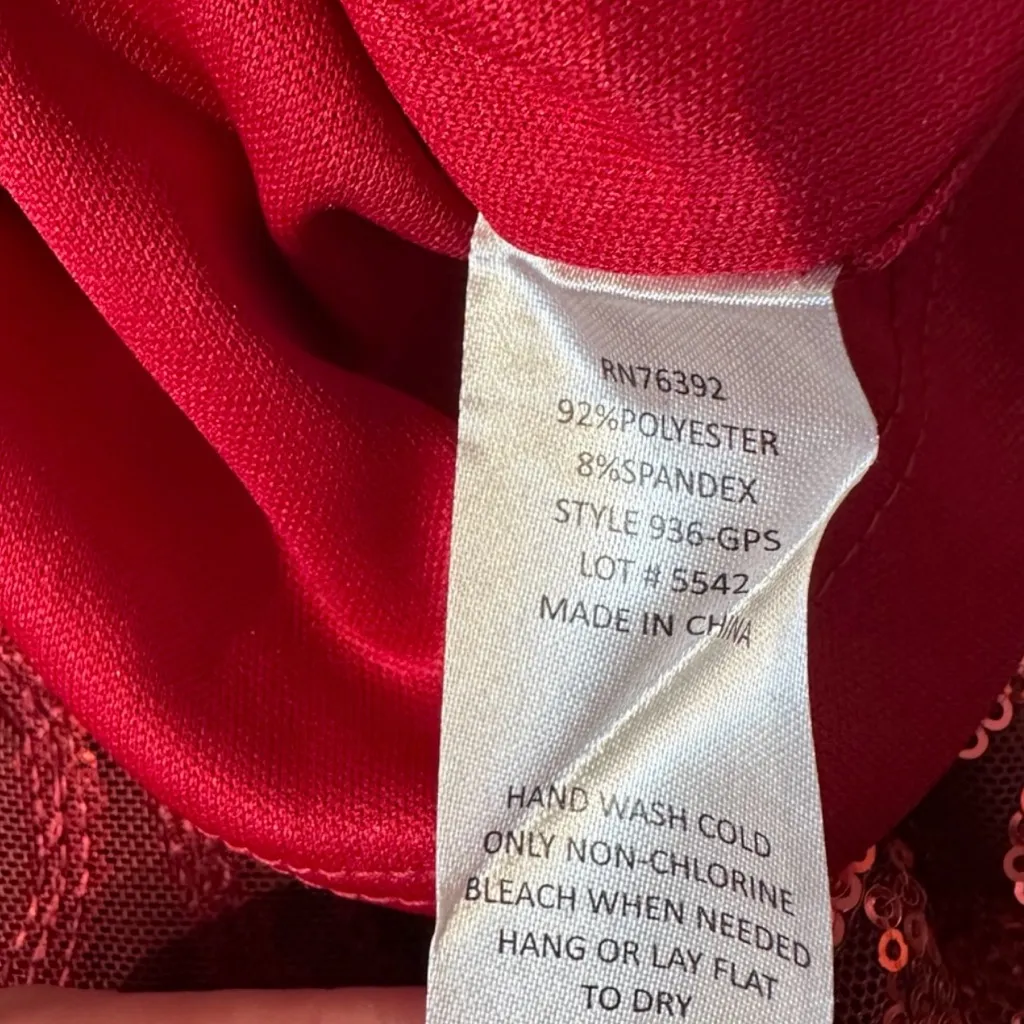 RN76392
92%POLYESTER
8%SPANDEX
STYLE 936-GPS
LOT # 5542
MADE IN CHINA
HAND WASH COLD
ONLY NON-CHLORINE
BLEACH WHEN NEEDED
HANG OR LAY FLAT
TO DRY